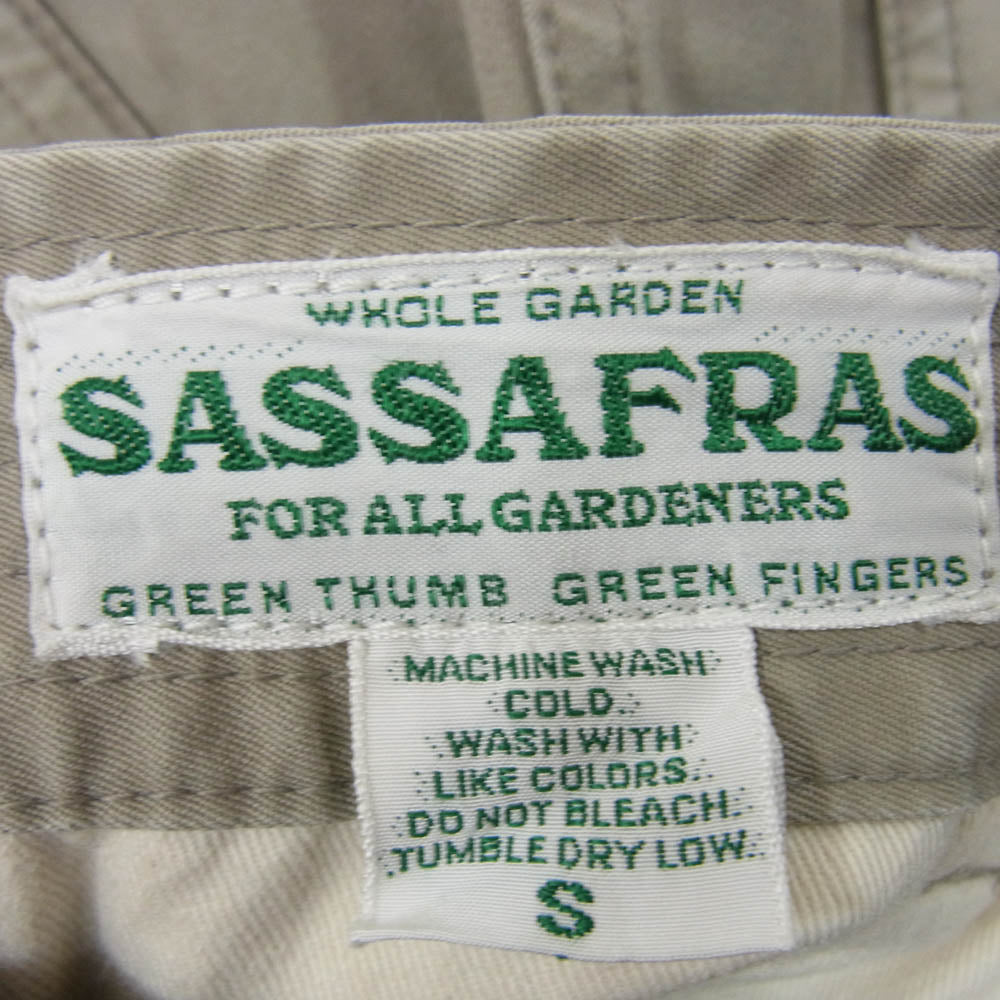 WHOLE GARDEN
SASSAFRAS
FOR ALL GARDENERS
GREEN THUMB GREEN FINGERS
MACHINE WASH
COLD.
WASH WITH
LIKE COLORS.
DO NOT BLEACH.
TUMBLE DRY LOW.
S